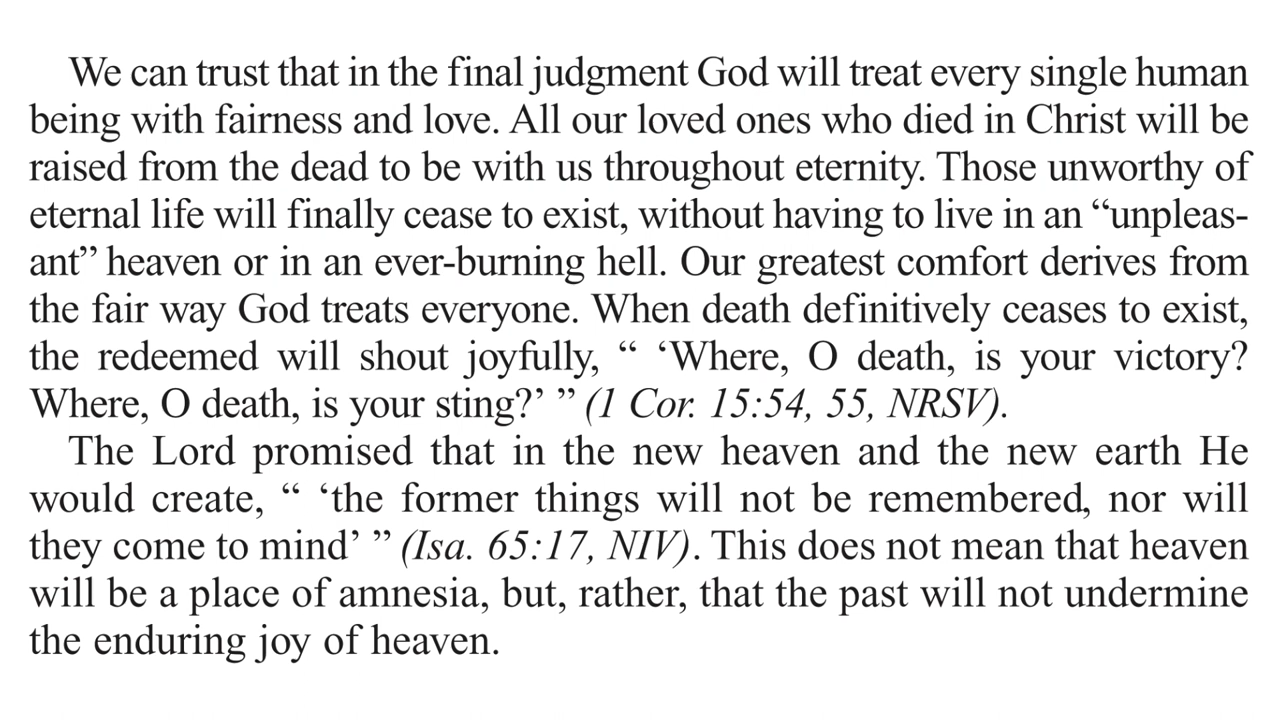 We can trust that in the final judgment God will treat every single human
being with fairness and love. All our loved ones who died in Christ will be
raised from the dead to be with us throughout eternity. Those unworthy of
eternal life will finally cease to exist, without having to live in an “unpleas-
ant” heaven or in an ever-burning hell. Our greatest comfort derives from
the fair way God treats everyone. When death definitively ceases to exist,
the redeemed will shout joyfully, “ ‘Where, O death, is your victory?
Where, O death, is your sting?’ ” (1 Cor. 15:54, 55, NRSV).
The Lord promised that in the new heaven and the new earth He
would create, “ ‘the former things will not be remembered, nor will
they come to mind’ ” (Isa. 65:17, NIV). This does not mean that heaven
will be a place of amnesia, but, rather, that the past will not undermine
the enduring joy of heaven.